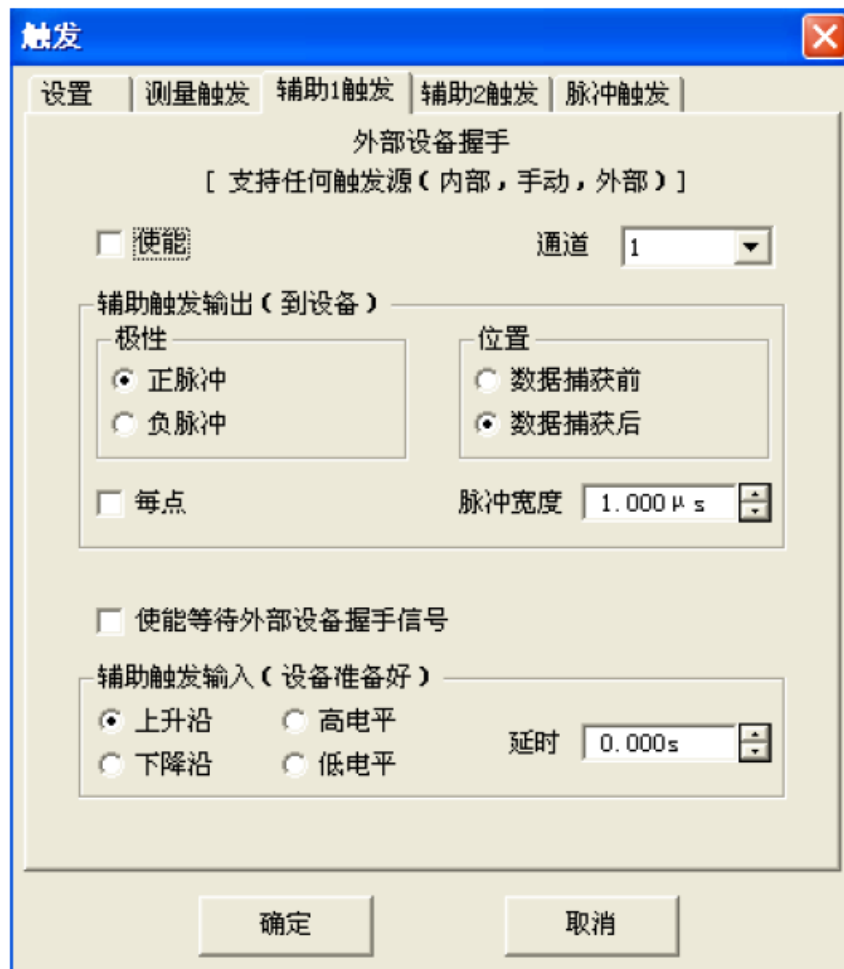 触发
设置 测量触发 辅助1触发 辅助2触发 脉冲触发
外部设备握手
[ 支持任何触发源(内部,手动,外部)]
使能 通道 1
辅助触发输出(到设备)
极性 位置
正脉冲 数据捕获前
负脉冲 数据捕获后
每点 脉冲宽度 1.000μs
使能等待外部设备握手信号
辅助触发输入(设备准备好)
上升沿 高电平
延时 0.000s
下降沿 低电平
确定 取消